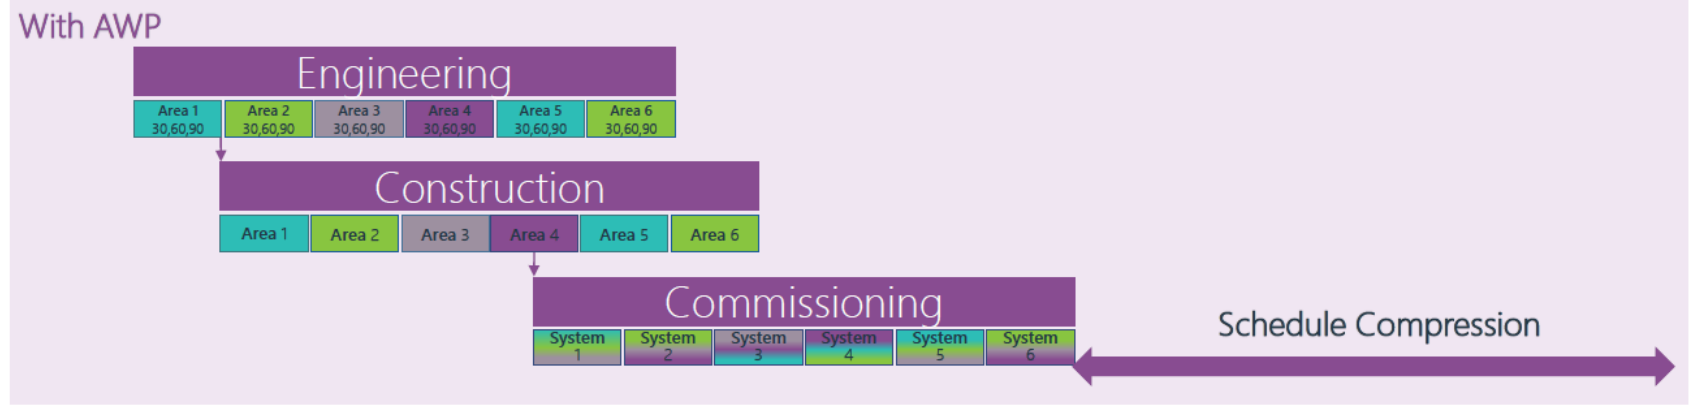 With AWP
Engineering
Area 1
30,60,90
Area 2
30,60,90
Area 3
30,60,90
Area 4
30,60,90
Area 5
30,60,90
Area 6
30,60,90
Construction
Area 1
Area 2
Area 3
Area 4
Area 5
Area 6
Commissioning
System
1
System
2
System
3
System
4
System
5
System
6
Schedule Compression